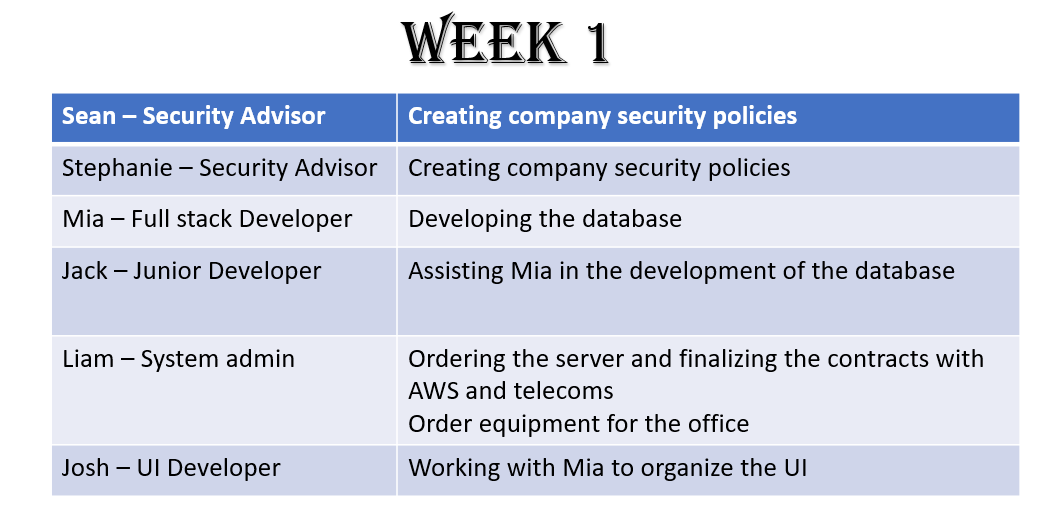 WEEK 1
Sean – Security Advisor
Creating company security policies
Stephanie – Security Advisor
Creating company security policies
Mia – Full stack Developer
Developing the database
Jack – Junior Developer
Assisting Mia in the development of the database
Liam – System admin
Ordering the server and finalizing the contracts with
AWS and telecoms
Order equipment for the office
Josh – UI Developer
Working with Mia to organize the UI